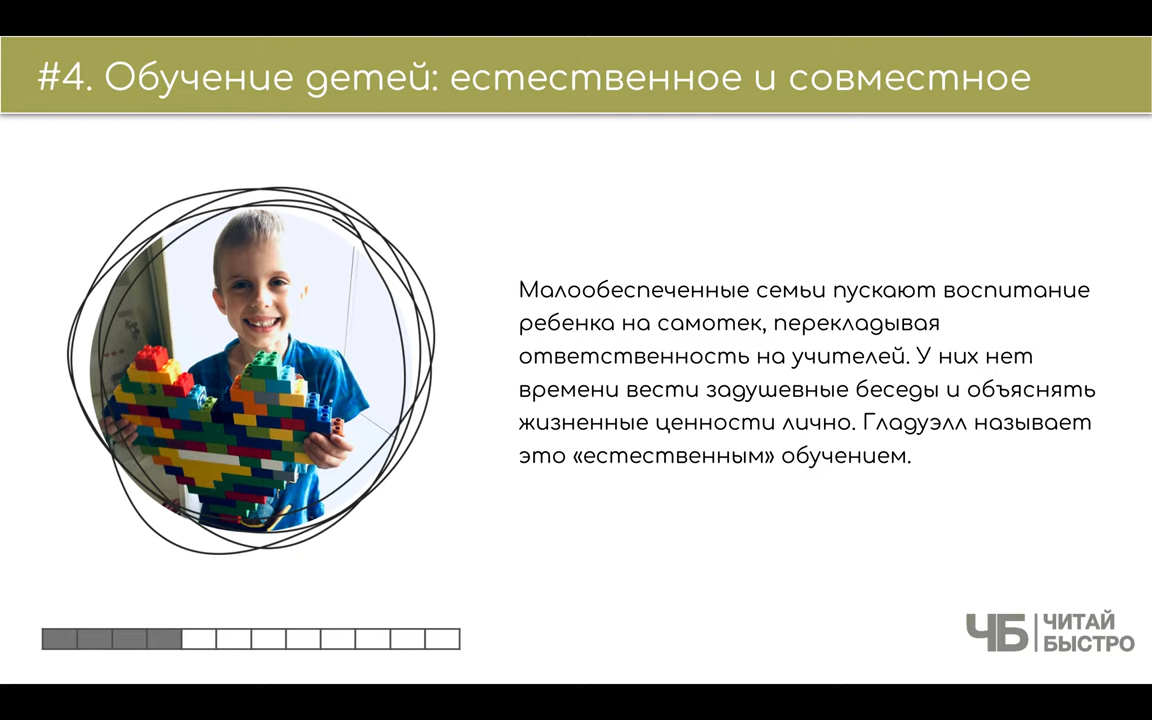 #4. Обучение детей: естественное и совместное
Малообеспеченные семьи пускают воспитание
ребенка на самотек, перекладывая
ответственность на учителей. У них нет
времени вести задушевные беседы и объяснять
жизненные ценности лично. Гладуэлл называет
это «естественным» обучением.
ЧБ ЧИТАЙ
БЫСТРО